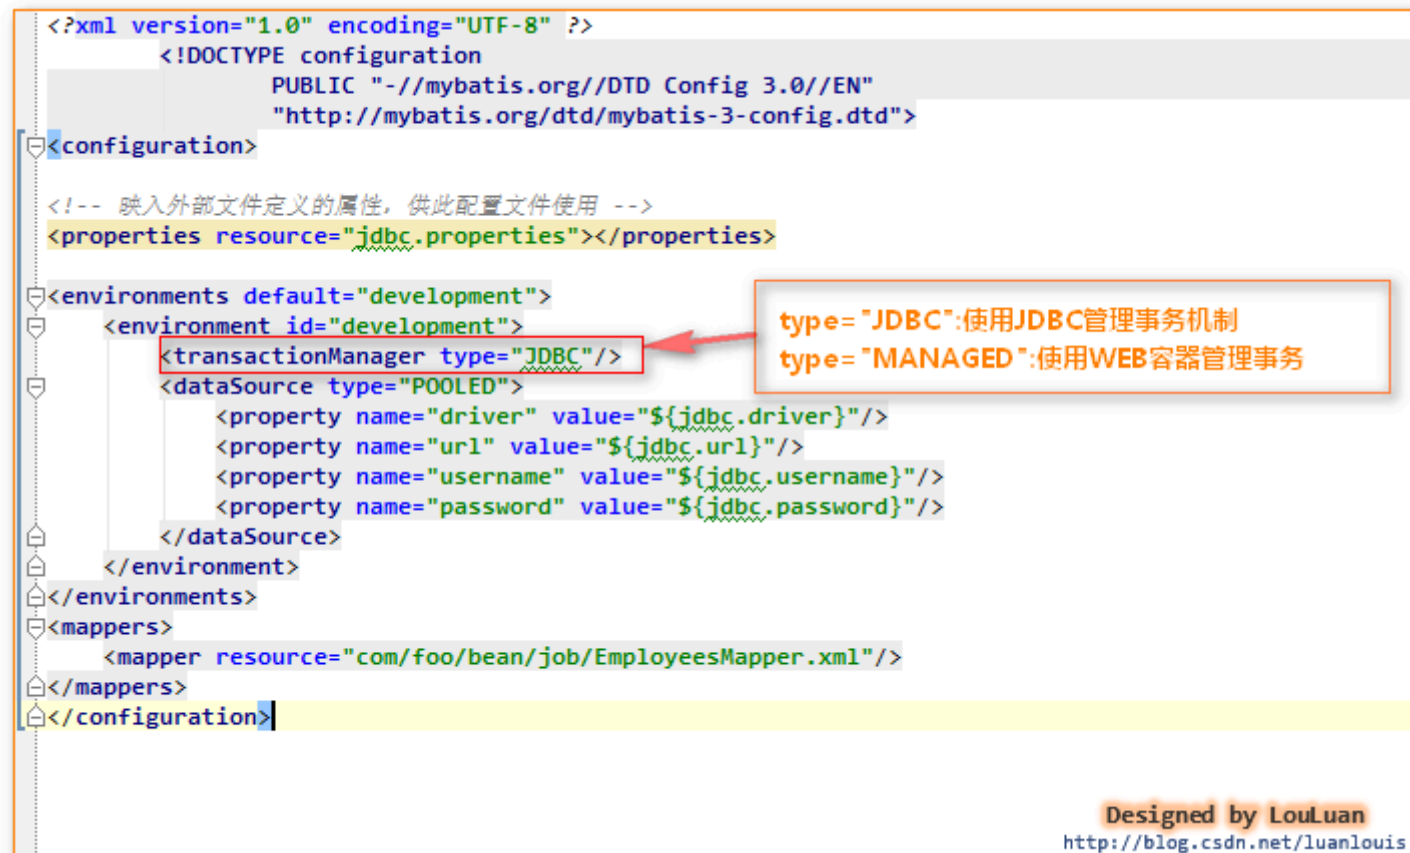 <?xml version="1.0" encoding="UTF-8" ?>
<!DOCTYPE configuration
PUBLIC "-//mybatis.org//DTD Config 3.0//EN"
"http://mybatis.org/dtd/mybatis-3-config.dtd">
<configuration>
<!-- 映入外部文件定义的属性，供此配置文件使用 -->
<properties resource="jdbc.properties"></properties>
<environments default="development">
<environment id="development">
<transactionManager type="JDBC"/>
<dataSource type="POOLED">
<property name="driver" value="${jdbc.driver}"/>
<property name="url" value="${jdbc.url}"/>
<property name="username" value="${jdbc.username}"/>
<property name="password" value="${jdbc.password}"/>
</dataSource>
</environment>
</environments>
<mappers>
<mapper resource="com/foo/bean/job/EmployeesMapper.xml"/>
</mappers>
</configuration>
type="JDBC":使用JDBC管理事务机制
type="MANAGED":使用WEB容器管理事务
Designed by LouLuan
http://blog.csdn.net/luanlouis